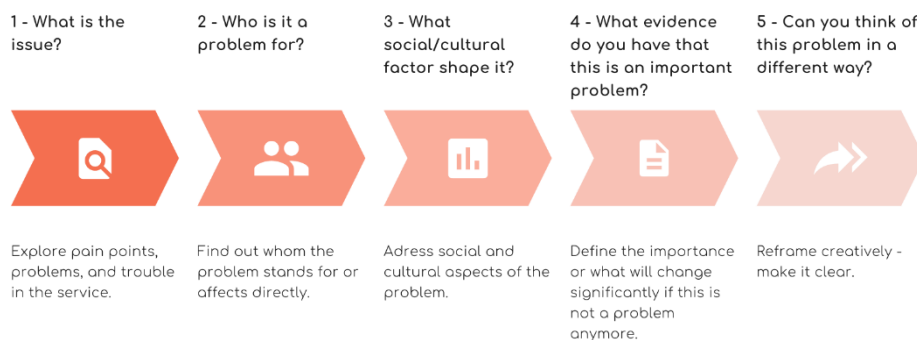 1 - What is the
issue?
2 - Who is it a
problem for?
3 - What
social/cultural
factor shape it?
4 - What evidence
do you have that
this is an important
problem?
5 - Can you think of
this problem in a
different way?
Explore pain points,
problems, and trouble
in the service.
Find out whom the
problem stands for or
affects directly.
Adress social and
cultural aspects of the
problem.
Define the importance
or what will change
significantly if this is
not a problem
anymore.
Reframe creatively -
make it clear.